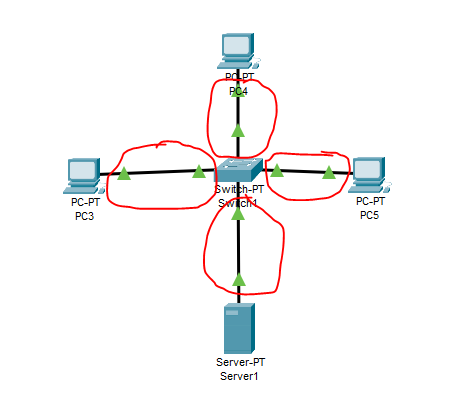 PC-PT
PC4
PC-PT
PC3
Switch-PT
Switch1
PC-PT
PC5
Server-PT
Server1